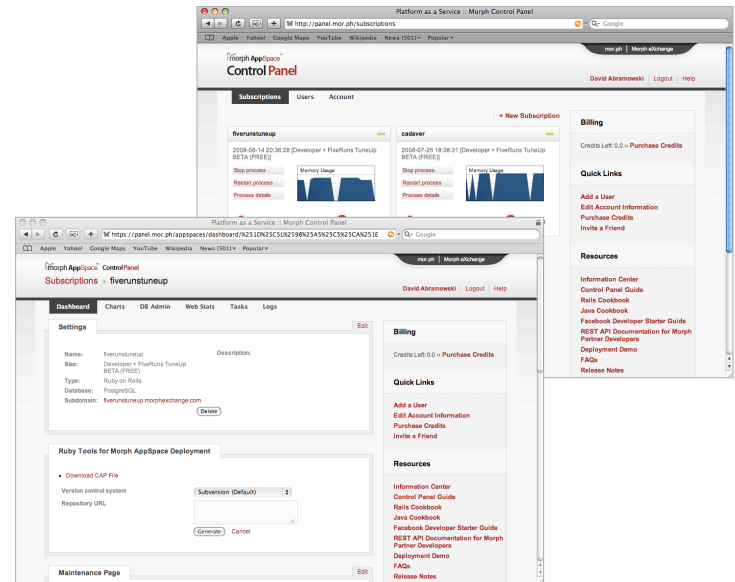 Platform as a Service :: Morph Control Panel
http://panel.mor.ph/subscriptions
Google
Apple Yahoo! Google Maps YouTube Wikipedia News (501) Popular
mor.ph | Morph eXchange
morph AppSpace
Control Panel
David Abramowski | Logout | Help
Subscriptions Users Account
+ New Subscription
fiverunstuneup
2008-08-14 20:36:28 [Developer + FiveRuns TuneUp
BETA (FREE)]
Stop process
Restart process
Process details
Memory Usage
cadaver
2008-07-25 18:38:31 [Developer + FiveRuns TuneUp
BETA (FREE)]
Stop process
Restart process
Process details
Memory Usage
Billing
Credits Left: 0.0 » Purchase Credits
Quick Links
Add a User
Edit Account Information
Purchase Credits
Invite a Friend
Resources
Information Center
Control Panel Guide
Rails Cookbook
Java Cookbook
Facebook Developer Starter Guide
REST API Documentation for Morph
Partner Developers
Deployment Demo
FAQs
Release Notes
Platform as a Service :: Morph Control Panel
https://panel.mor.ph/appspaces/dashboard/%251D%25C5L%2598%25A5%25C5%25CA%251E
Google
Apple Yahoo! Google Maps YouTube Wikipedia News (501) Popular
mor.ph | Morph eXchange
morph AppSpace Control Panel
Subscriptions » fiverunstuneup
David Abramowski | Logout | Help
Dashboard Charts DB Admin Web Stats Tasks Logs
Settings
Edit
Name: fiverunstuneup
Description:
Size: Developer + FiveRuns TuneUp
BETA (FREE)
Type: Ruby on Rails
Database: PostgreSQL
Subdomain: fiverunstuneup.morphexchange.com
Delete
Ruby Tools for Morph AppSpace Deployment
Download CAP File
Version control system
Subversion (Default)
Repository URL
Generate Cancel
Maintenance Page
Edit
Billing
Credits Left 0.0 » Purchase Credits
Quick Links
Add a User
Edit Account Information
Purchase Credits
Invite a Friend
Resources
Information Center
Control Panel Guide
Rails Cookbook
Java Cookbook
Facebook Developer Starter Guide
REST API Documentation for Morph
Partner Developers
Deployment Demo
FAQs
Release Notes